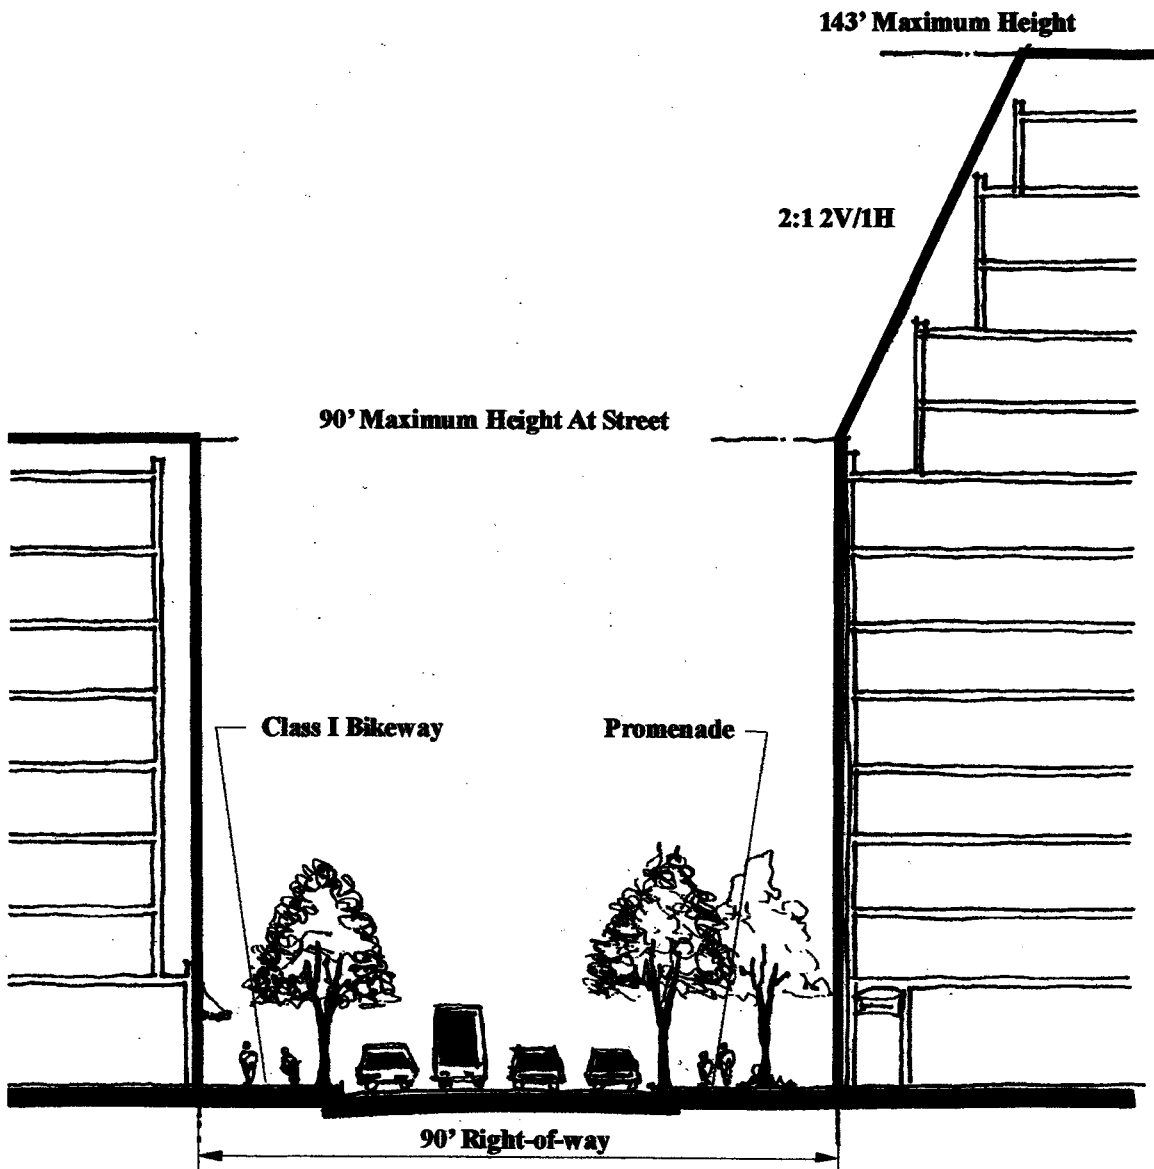 143' Maximum Height
2:1 2V/1H
90' Maximum Height At Street
Class I Bikeway
Promenade
90' Right-of-way